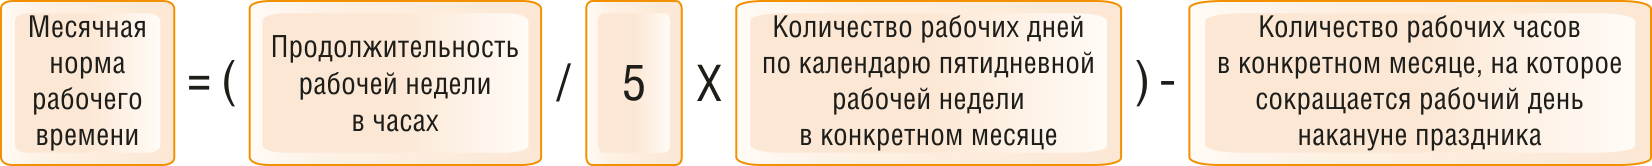 Месячная
норма
рабочего
времени
= (
Продолжительность
рабочей недели
в часах
/
5
X
Количество рабочих дней
по календарю пятидневной
рабочей недели
в конкретном месяце
) -
Количество рабочих часов
в конкретном месяце, на которое
сокращается рабочий день
накануне праздника